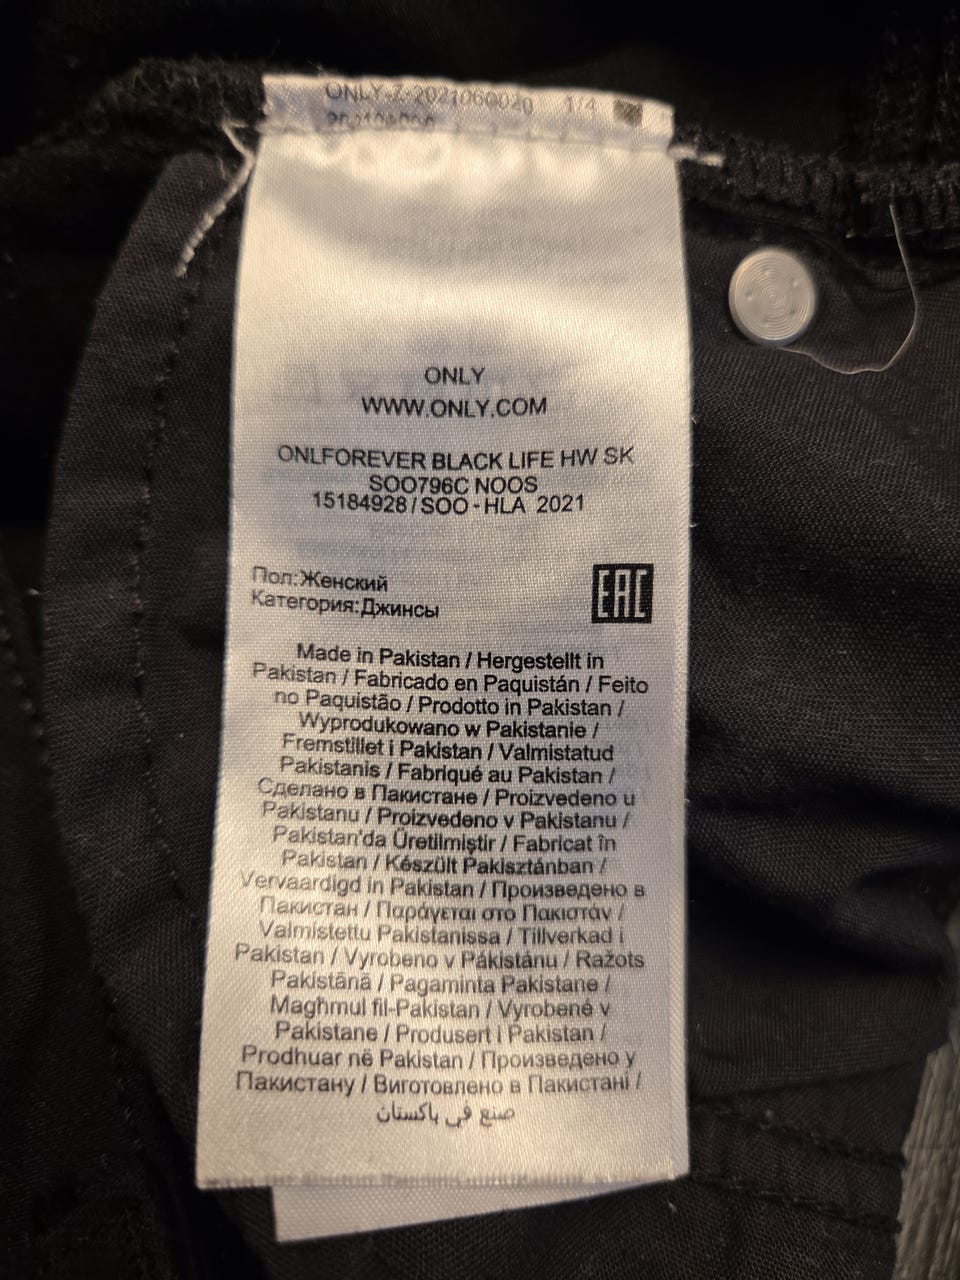 ONLY-Z-2021060020 1/4
ONLY
WWW.ONLY.COM
ONLFOREVER BLACK LIFE HW SK
SOO796C NOOS
15184928 / SOO - HLA 2021
Пол:Женский
Категория:Джинсы
EAC
Made in Pakistan / Hergestellt in
Pakistan / Fabricado en Paquistán / Feito
no Paquistão / Prodotto in Pakistan /
Wyprodukowano w Pakistanie /
Fremstillet i Pakistan / Valmistatud
Pakistanis / Fabriqué au Pakistan /
Сделано в Пакистане / Proizvedeno u
Pakistanu / Proizvedeno v Pakistanu /
Pakistan'da Üretilmiştir / Fabricat în
Pakistan / Készült Pakisztánban /
Vervaardigd in Pakistan / Произведено в
Пакистан / Παράγεται στο Πακιστάν /
Valmistettu Pakistanissa / Tillverkad i
Pakistan / Vyrobeno v Pákistánu / Ražots
Pakistānā / Pagaminta Pakistane /
Magħmul fil-Pakistan / Vyrobené v
Pakistane / Produsert i Pakistan /
Prodhuar në Pakistan / Произведено у
Пакистану / Виготовлено в Пакистані /
صنع في باكستان